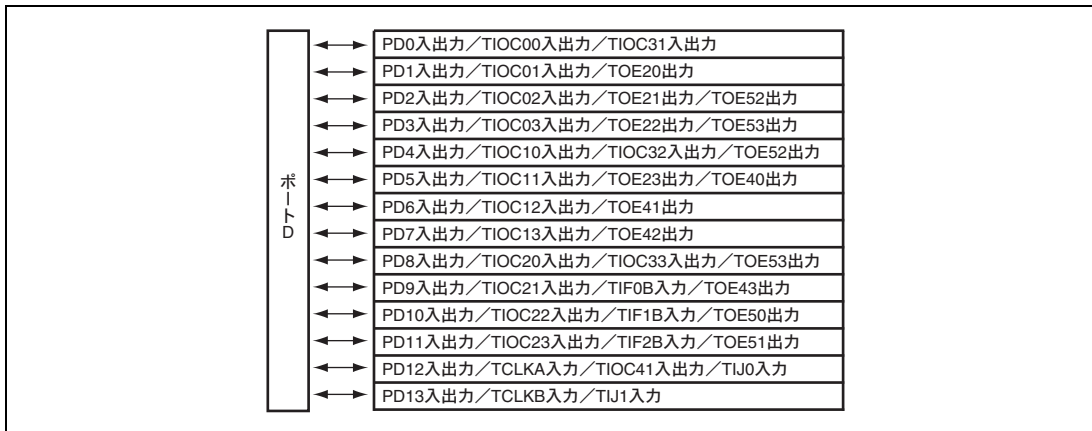 ポートD
PD0入出力／TIOC00入出力／TIOC31入出力
PD1入出力／TIOC01入出力／TOE20出力
PD2入出力／TIOC02入出力／TOE21出力／TOE52出力
PD3入出力／TIOC03入出力／TOE22出力／TOE53出力
PD4入出力／TIOC10入出力／TIOC32入出力／TOE52出力
PD5入出力／TIOC11入出力／TOE23出力／TOE40出力
PD6入出力／TIOC12入出力／TOE41出力
PD7入出力／TIOC13入出力／TOE42出力
PD8入出力／TIOC20入出力／TIOC33入出力／TOE53出力
PD9入出力／TIOC21入出力／TIF0B入力／TOE43出力
PD10入出力／TIOC22入出力／TIF1B入力／TOE50出力
PD11入出力／TIOC23入出力／TIF2B入力／TOE51出力
PD12入出力／TCLKA入力／TIOC41入出力／TIJ0入力
PD13入出力／TCLKB入力／TIJ1入力